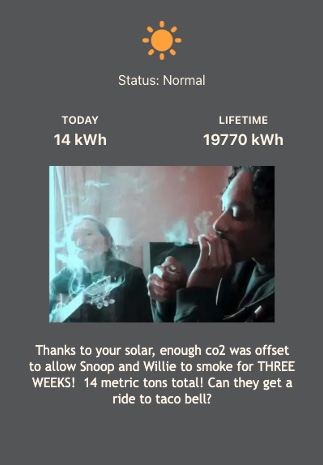 Status: Normal
TODAY
LIFETIME
14 kWh
19770 kWh
Thanks to your solar, enough co2 was offset
to allow Snoop and Willie to smoke for THREE
WEEKS!  14 metric tons total! Can they get a
ride to taco bell?